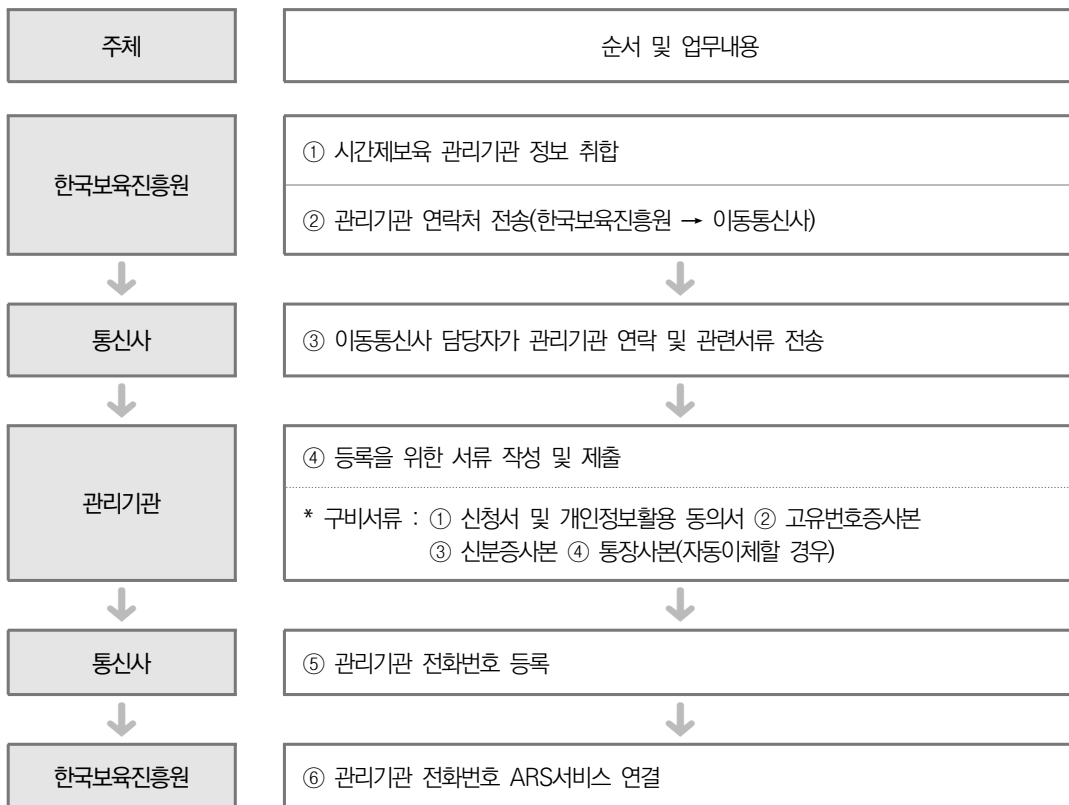 주체
순서 및 업무내용
한국보육진흥원
① 시간제보육 관리기관 정보 취합
② 관리기관 연락처 전송(한국보육진흥원 → 이동통신사)
통신사
③ 이동통신사 담당자가 관리기관 연락 및 관련서류 전송
관리기관
④ 등록을 위한 서류 작성 및 제출
* 구비서류 : ① 신청서 및 개인정보활용 동의서 ② 고유번호증사본
③ 신분증사본 ④ 통장사본(자동이체할 경우)
통신사
⑤ 관리기관 전화번호 등록
한국보육진흥원
⑥ 관리기관 전화번호 ARS서비스 연결